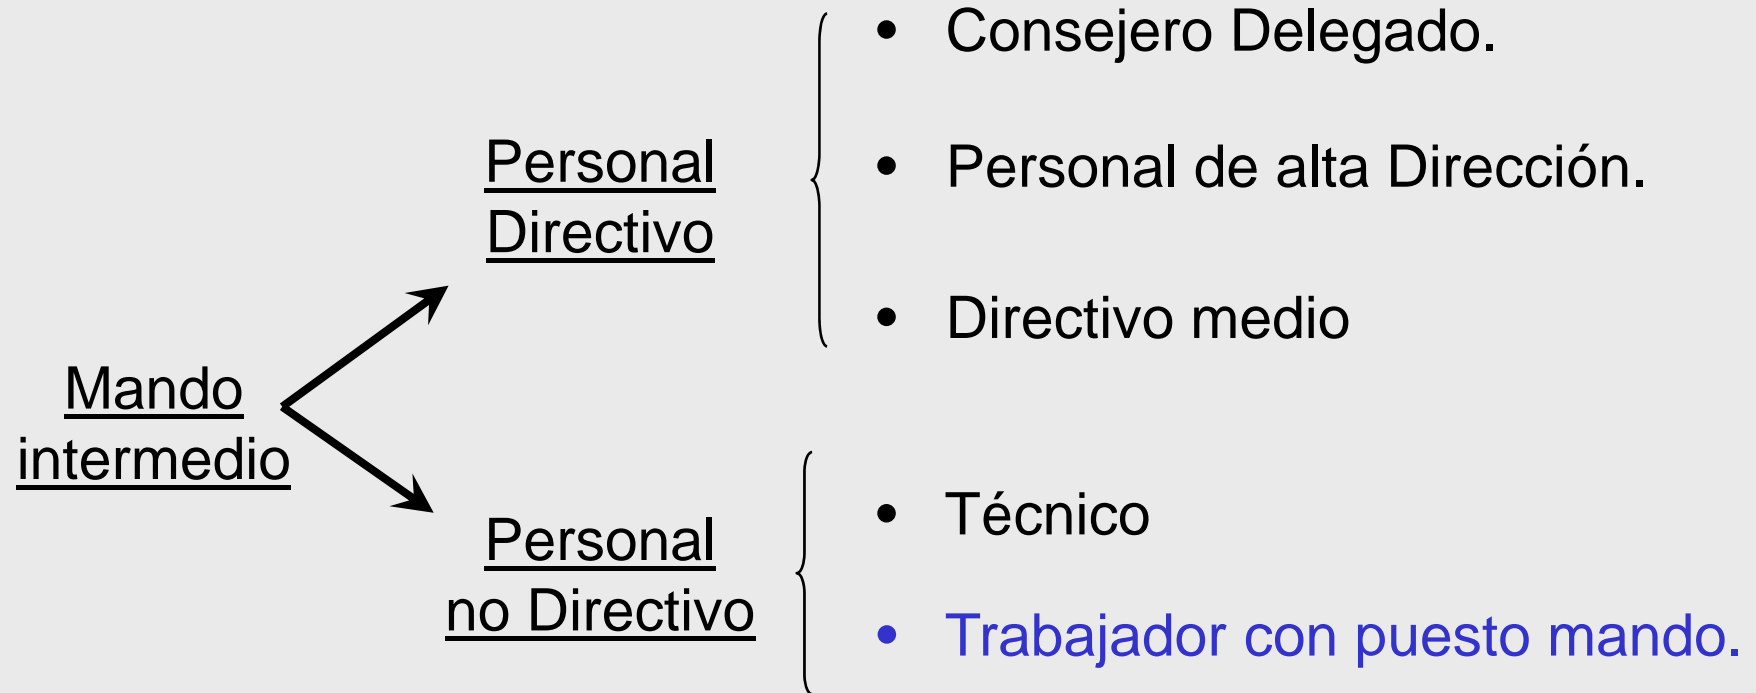 Mando
intermedio
Personal
Directivo
• Consejero Delegado.
• Personal de alta Dirección.
• Directivo medio
Personal
no Directivo
• Técnico
• Trabajador con puesto mando.